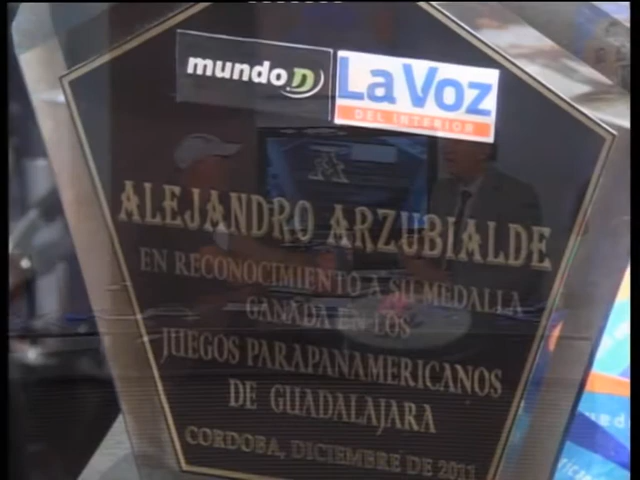 mundo D
La Voz
DEL INTERIOR
A
ALEJANDRO ARZUBIALDE
EN RECONOCIMIENTO A SU MEDALLA
GANADA EN LOS
JUEGOS PARAPANAMERICANOS
DE GUADALAJARA
CORDOBA, DICIEMBRE DE 2011